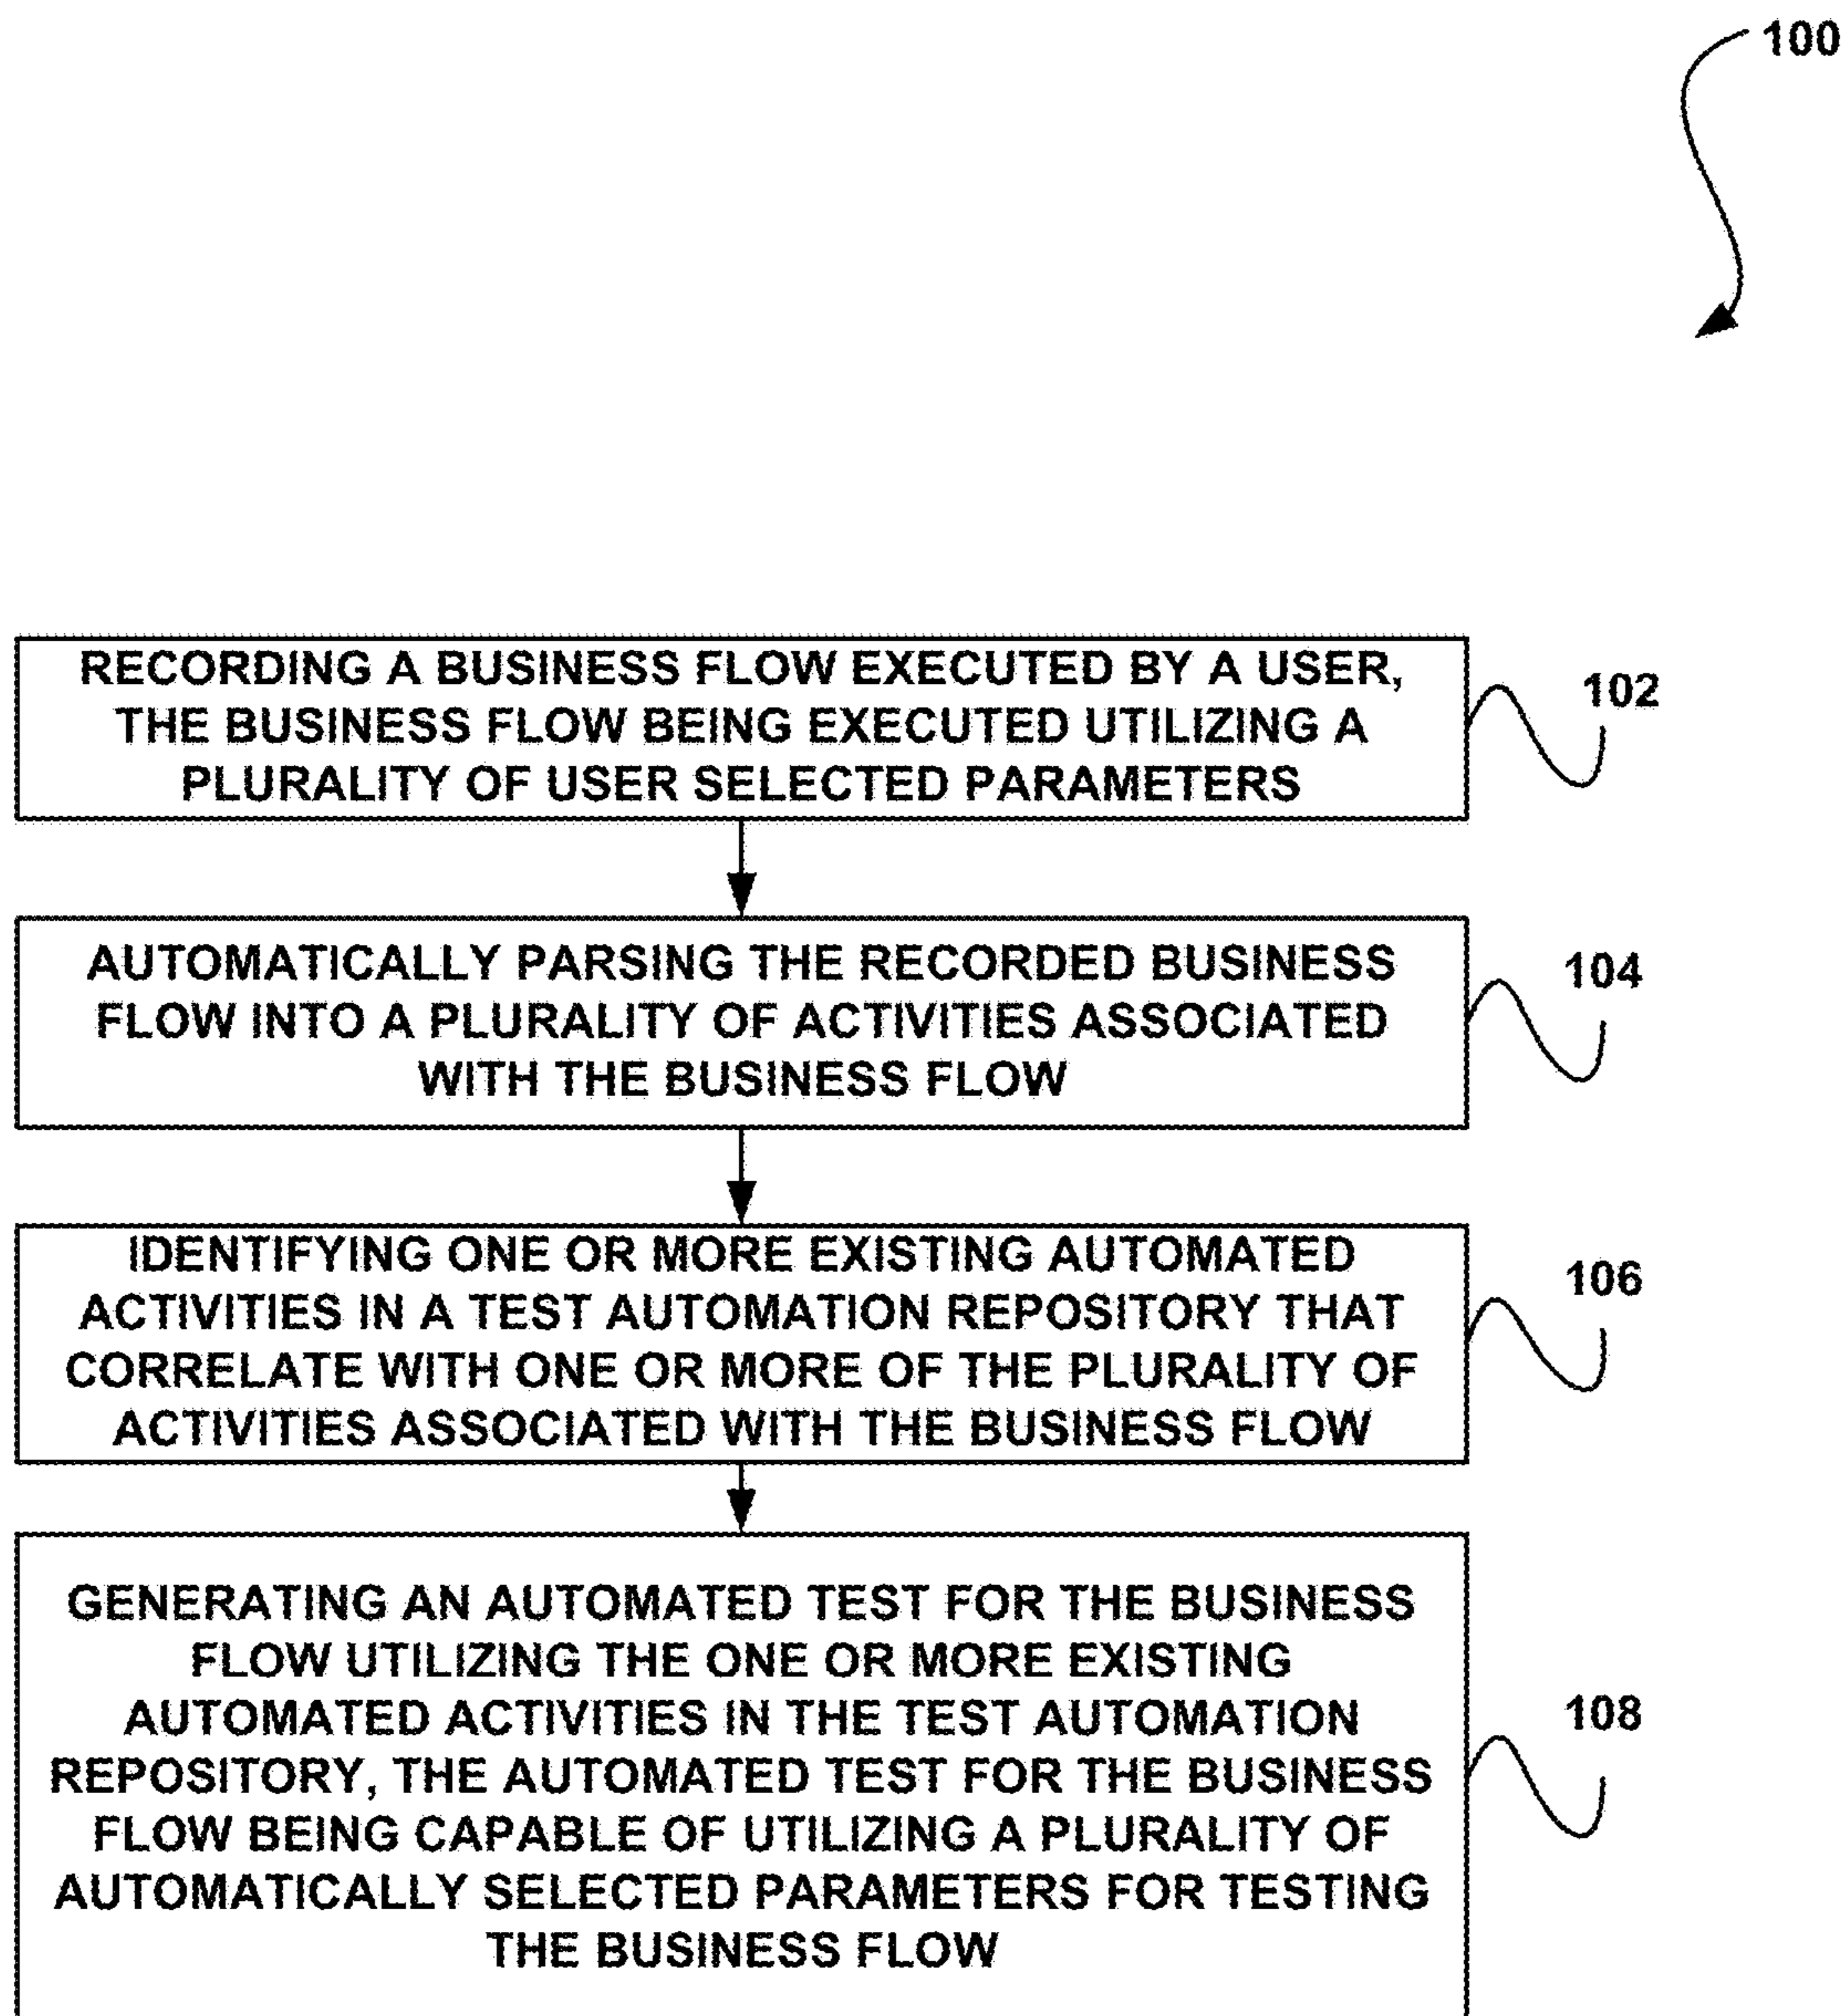 100
RECORDING A BUSINESS FLOW EXECUTED BY A USER,
THE BUSINESS FLOW BEING EXECUTED UTILIZING A
PLURALITY OF USER SELECTED PARAMETERS
102
AUTOMATICALLY PARSING THE RECORDED BUSINESS
FLOW INTO A PLURALITY OF ACTIVITIES ASSOCIATED
WITH THE BUSINESS FLOW
104
IDENTIFYING ONE OR MORE EXISTING AUTOMATED
ACTIVITIES IN A TEST AUTOMATION REPOSITORY THAT
CORRELATE WITH ONE OR MORE OF THE PLURALITY OF
ACTIVITIES ASSOCIATED WITH THE BUSINESS FLOW
106
GENERATING AN AUTOMATED TEST FOR THE BUSINESS
FLOW UTILIZING THE ONE OR MORE EXISTING
AUTOMATED ACTIVITIES IN THE TEST AUTOMATION
REPOSITORY, THE AUTOMATED TEST FOR THE BUSINESS
FLOW BEING CAPABLE OF UTILIZING A PLURALITY OF
AUTOMATICALLY SELECTED PARAMETERS FOR TESTING
THE BUSINESS FLOW
108